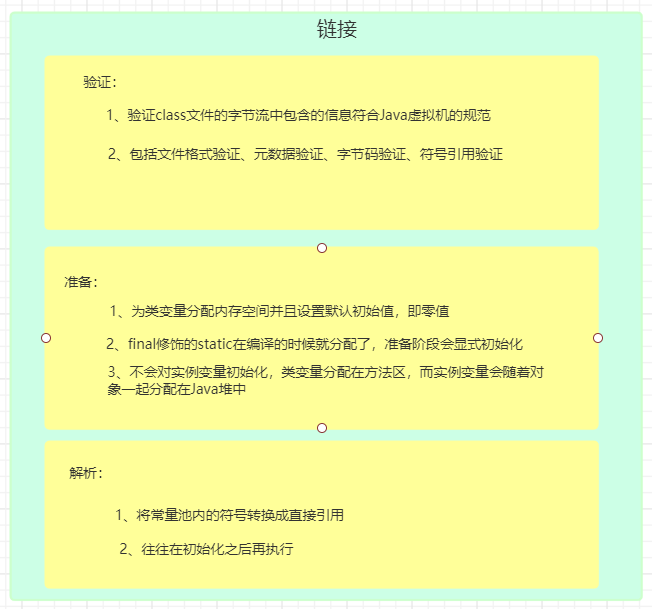 链接
验证：
1、验证class文件的字节流中包含的信息符合Java虚拟机的规范
2、包括文件格式验证、元数据验证、字节码验证、符号引用验证
准备：
1、为类变量分配内存空间并且设置默认初始值，即零值
2、final修饰的static在编译的时候就分配了，准备阶段会显式初始化
3、不会对实例变量初始化，类变量分配在方法区，而实例变量会随着对
象一起分配在Java堆中
解析：
1、将常量池内的符号转换成直接引用
2、往往在初始化之后再执行